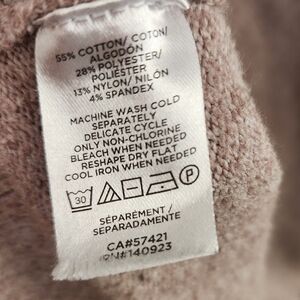 55% COTTON/ COTON/
ALGODÓN
28% POLYESTER/
POLIÉSTER
13% NYLON/ NILÓN
4% SPANDEX
MACHINE WASH COLD
SEPARATELY
DELICATE CYCLE
ONLY NON-CHLORINE
BLEACH WHEN NEEDED
RESHAPE DRY FLAT
COOL IRON WHEN NEEDED
30 P
SÉPARÉMENT /
SEPARADAMENTE
CA#57421
RN#140923